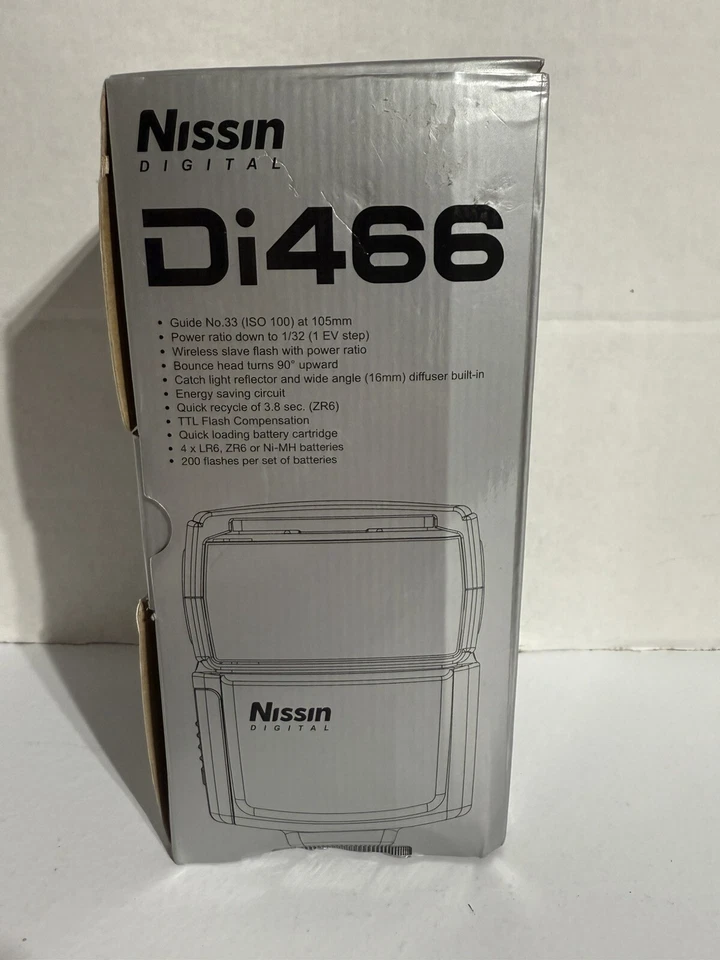 Nissin
DIGITAL
Di466
• Guide No.33 (ISO 100) at 105mm
• Power ratio down to 1/32 (1 EV step)
• Wireless slave flash with power ratio
• Bounce head turns 90° upward
• Catch light reflector and wide angle (16mm) diffuser built-in
• Energy saving circuit
• Quick recycle of 3.8 sec. (ZR6)
• TTL Flash Compensation
• Quick loading battery cartridge
• 4 x LR6, ZR6 or Ni-MH batteries
• 200 flashes per set of batteries
Nissin
DIGITAL